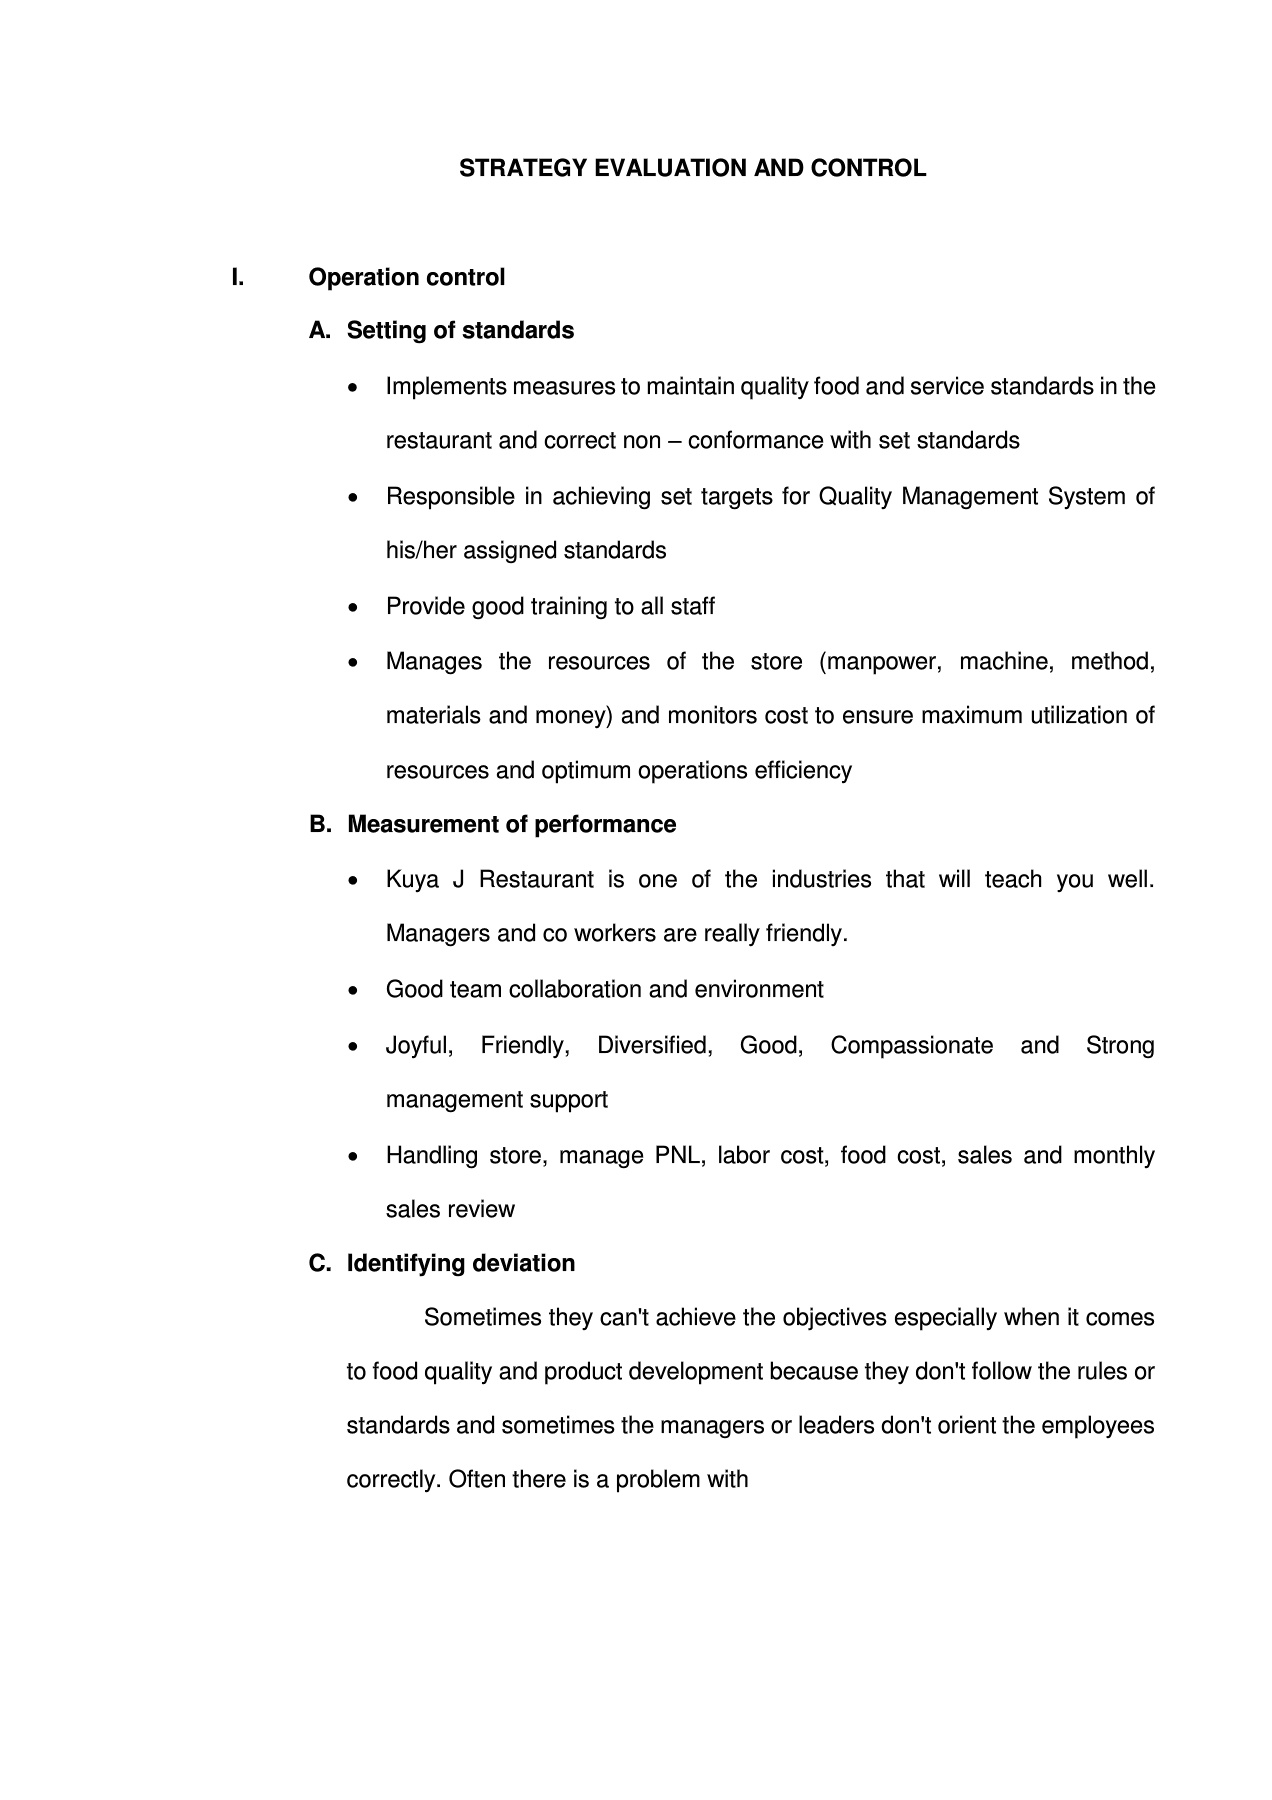 STRATEGY EVALUATION AND CONTROL
I. Operation control
A. Setting of standards
• Implements measures to maintain quality food and service standards in the
restaurant and correct non – conformance with set standards
• Responsible in achieving set targets for Quality Management System of
his/her assigned standards
• Provide good training to all staff
• Manages the resources of the store (manpower, machine, method,
materials and money) and monitors cost to ensure maximum utilization of
resources and optimum operations efficiency
B. Measurement of performance
• Kuya J Restaurant is one of the industries that will teach you well.
Managers and co workers are really friendly.
• Good team collaboration and environment
• Joyful, Friendly, Diversified, Good, Compassionate and Strong
management support
• Handling store, manage PNL, labor cost, food cost, sales and monthly
sales review
C. Identifying deviation
Sometimes they can't achieve the objectives especially when it comes
to food quality and product development because they don't follow the rules or
standards and sometimes the managers or leaders don't orient the employees
correctly. Often there is a problem with